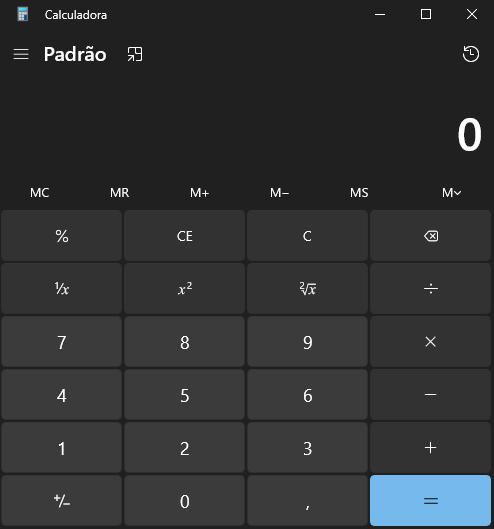 Calculadora
Padrão
0
MC MR M+ M− MS M˅
% CE C ⌫
¹/x x² ²√x ÷
7 8 9 ×
4 5 6 −
1 2 3 +
+/− 0 , =